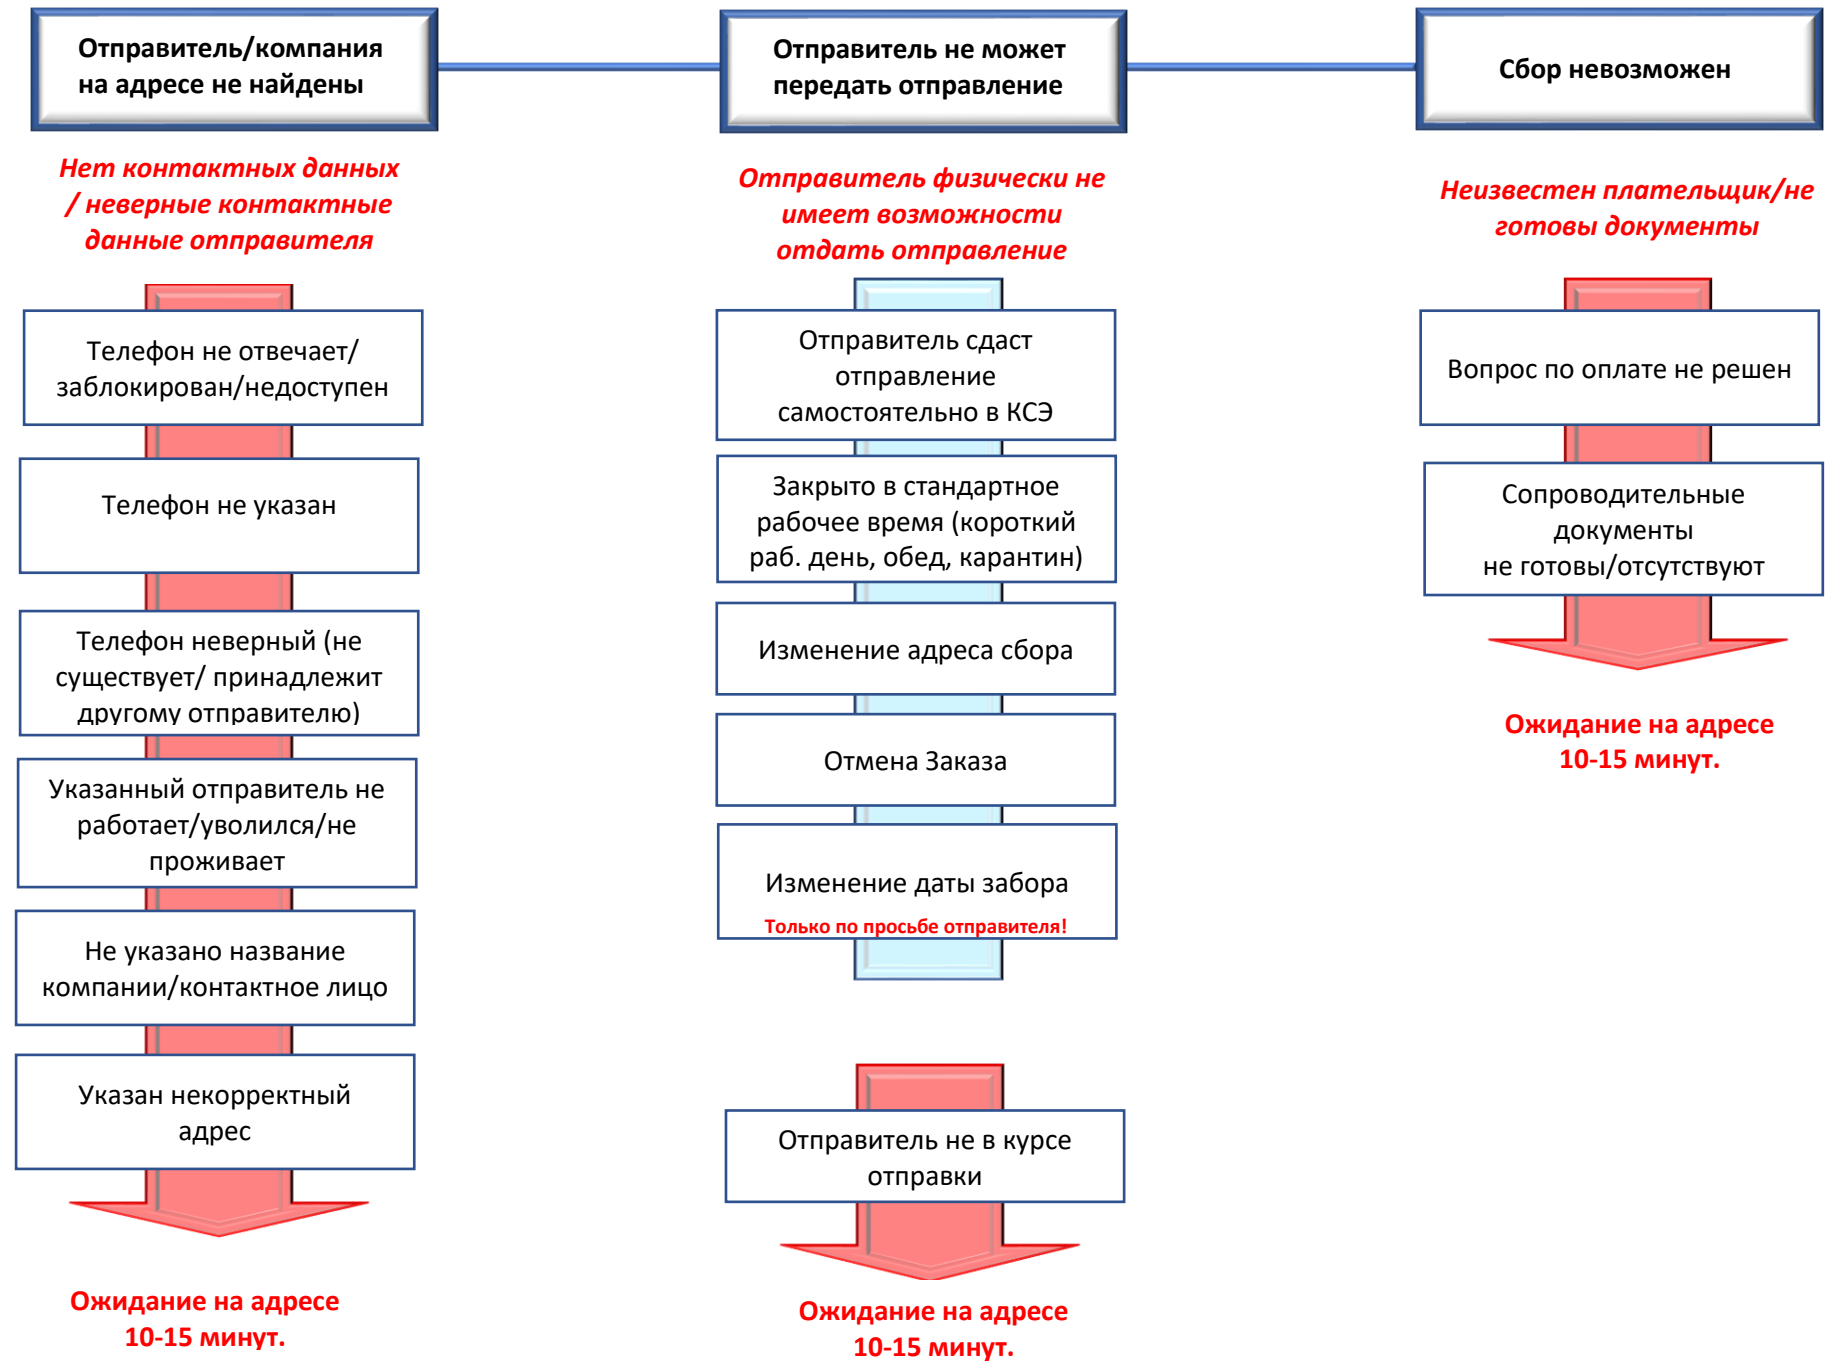 Отправитель/компания
на адресе не найдены
Нет контактных данных
/ неверные контактные
данные отправителя
Телефон не отвечает/
заблокирован/недоступен
Телефон не указан
Телефон неверный (не
существует/ принадлежит
другому отправителю)
Указанный отправитель не
работает/уволился/не
проживает
Не указано название
компании/контактное лицо
Указан некорректный
адрес
Ожидание на адресе
10-15 минут.
Отправитель не может
передать отправление
Отправитель физически не
имеет возможности
отдать отправление
Отправитель сдаст
отправление
самостоятельно в КСЭ
Закрыто в стандартное
рабочее время (короткий
раб. день, обед, карантин)
Изменение адреса сбора
Отмена Заказа
Изменение даты забора
Только по просьбе отправителя!
Отправитель не в курсе
отправки
Ожидание на адресе
10-15 минут.
Сбор невозможен
Неизвестен плательщик/не
готовы документы
Вопрос по оплате не решен
Сопроводительные
документы
не готовы/отсутствуют
Ожидание на адресе
10-15 минут.